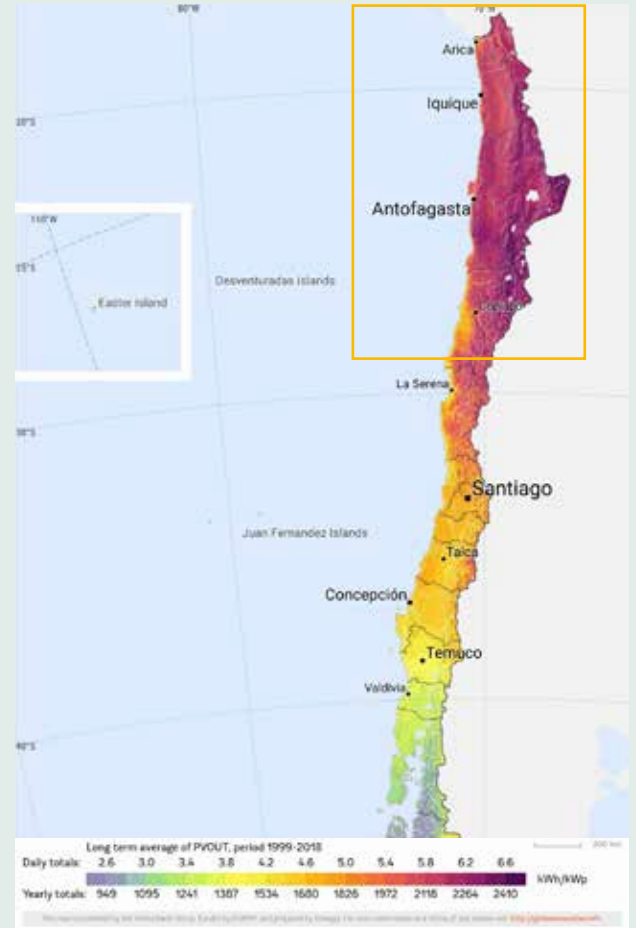 70°W
Arica
Iquique
Antofagasta
110°W
Desventuradas Islands
Easter Island
La Serena
30°S
Santiago
Juan Fernandez Islands
Talca
Concepción
Temuco
Valdivia
40°S
Long term average of PVOUT, period 1999-2018
200 km
Daily totals: 2.6 3.0 3.4 3.8 4.2 4.6 5.0 5.4 5.8 6.2 6.6
kWh/kWp
Yearly totals: 949 1095 1241 1387 1534 1680 1826 1972 2118 2264 2410